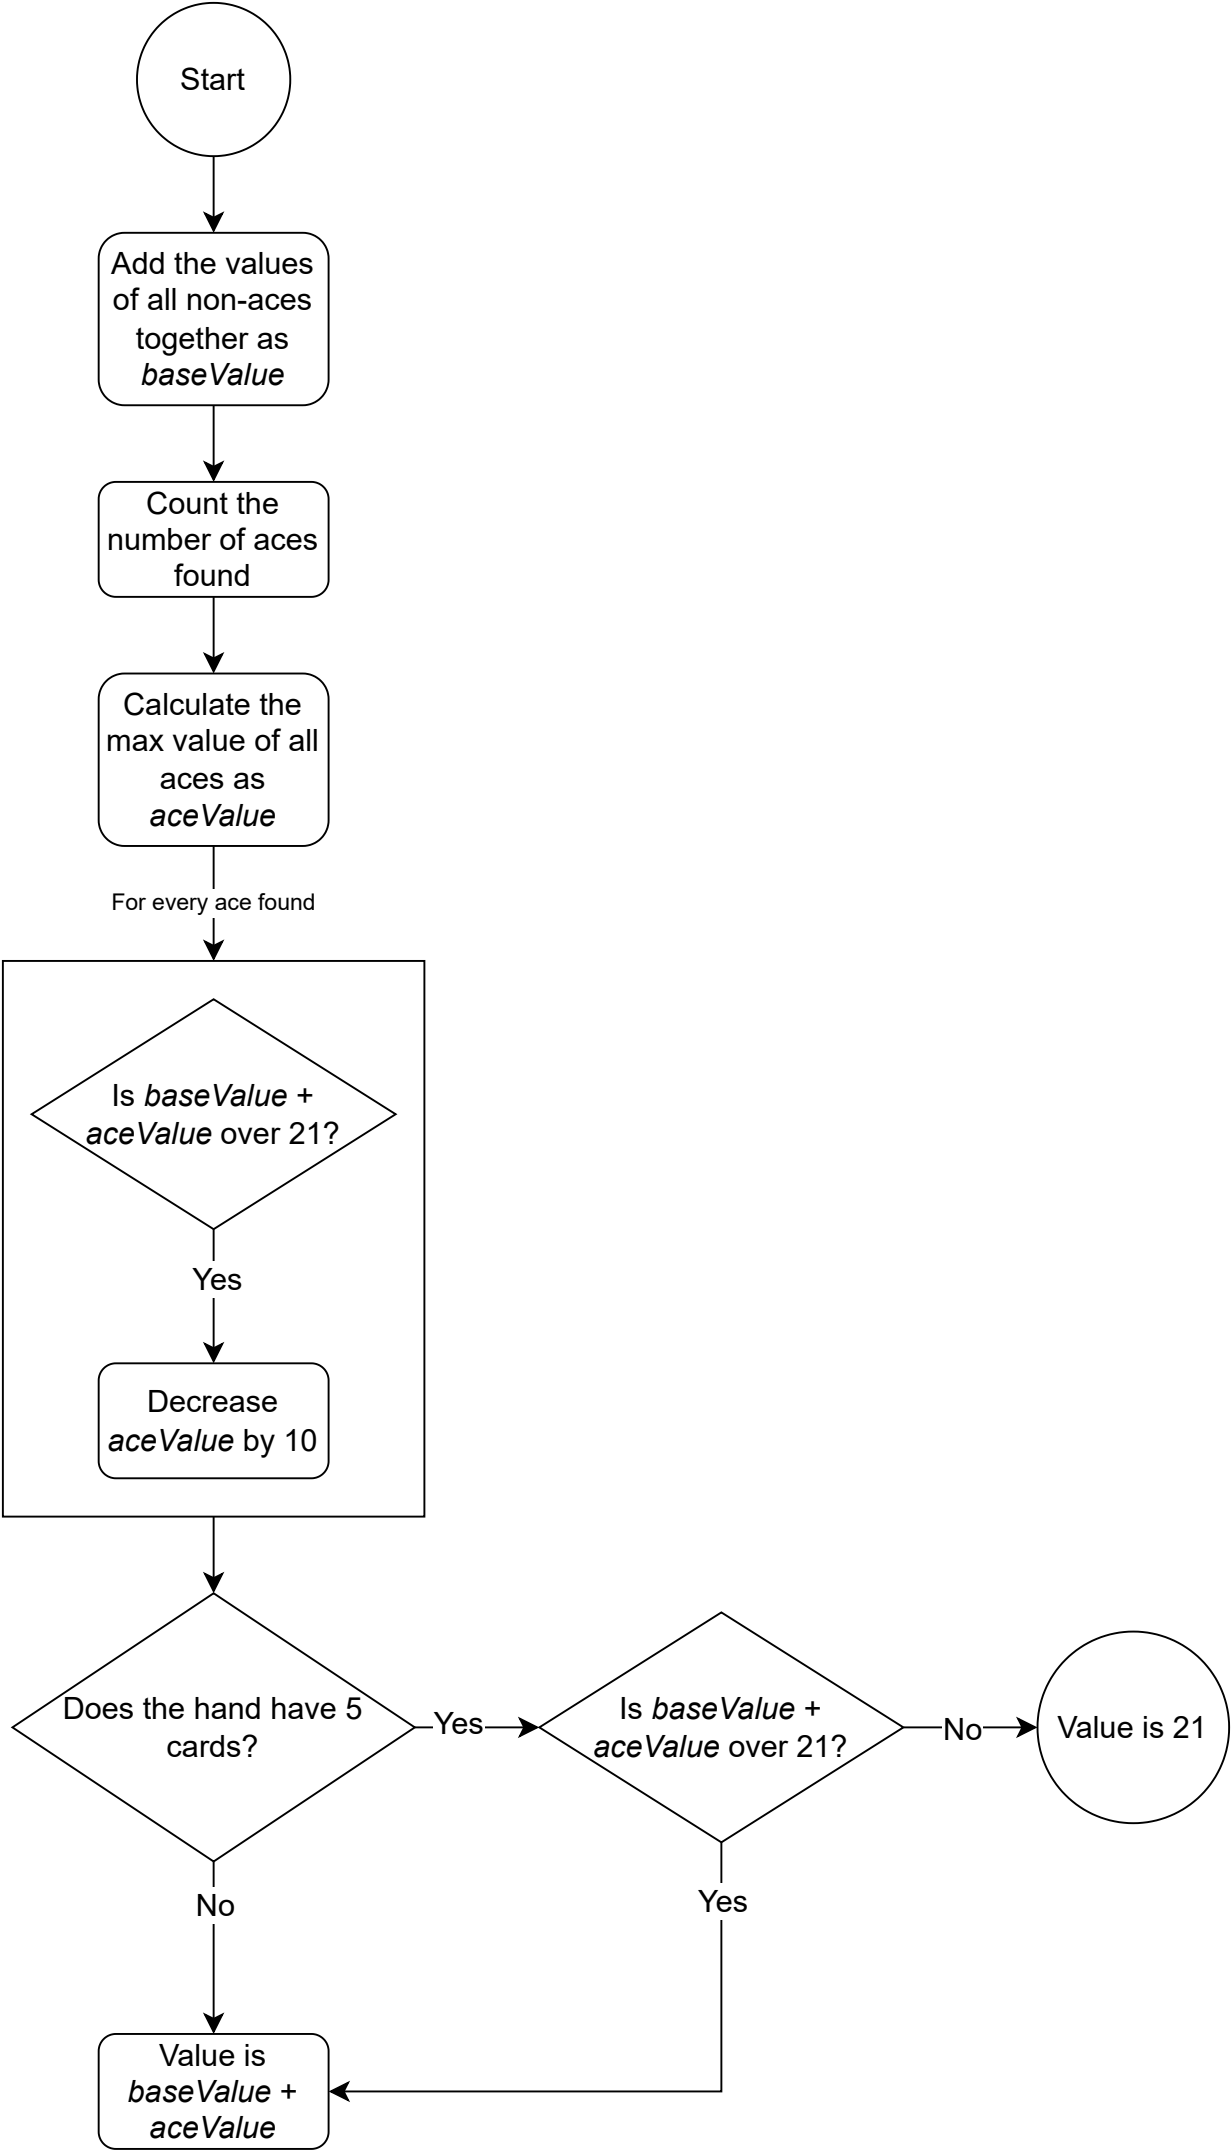 Start
Add the values
of all non-aces
together as
baseValue
Count the
number of aces
found
Calculate the
max value of all
aces as
aceValue
For every ace found
Is baseValue +
aceValue over 21?
Yes
Decrease
aceValue by 10
Does the hand have 5
cards?
Yes
Is baseValue +
aceValue over 21?
No
Value is 21
No
Yes
Value is
baseValue +
aceValue